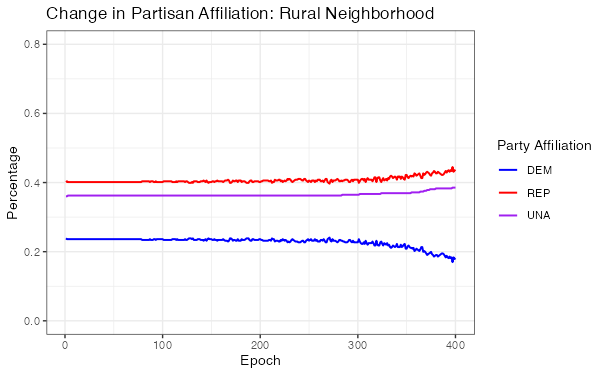 Change in Partisan Affiliation: Rural Neighborhood
0.8
0.6
0.4
0.2
0.0
Percentage
0 100 200 300 400
Epoch
Party Affiliation
DEM
REP
UNA